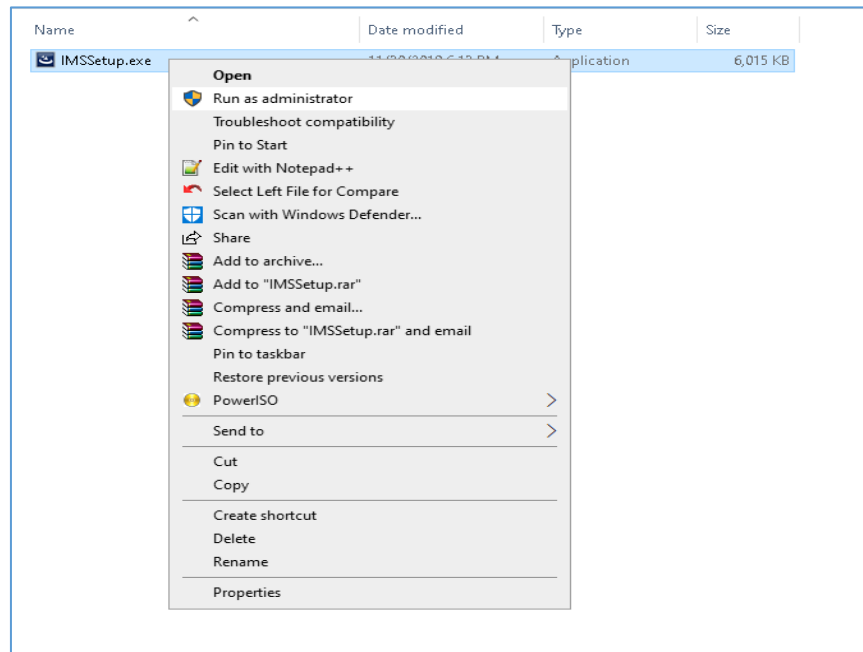 Name Date modified Type Size
IMSSetup.exe 6,015 KB
Open
Run as administrator
Troubleshoot compatibility
Pin to Start
Edit with Notepad++
Select Left File for Compare
Scan with Windows Defender...
Share
Add to archive...
Add to "IMSSetup.rar"
Compress and email...
Compress to "IMSSetup.rar" and email
Pin to taskbar
Restore previous versions
PowerISO
Send to
Cut
Copy
Create shortcut
Delete
Rename
Properties